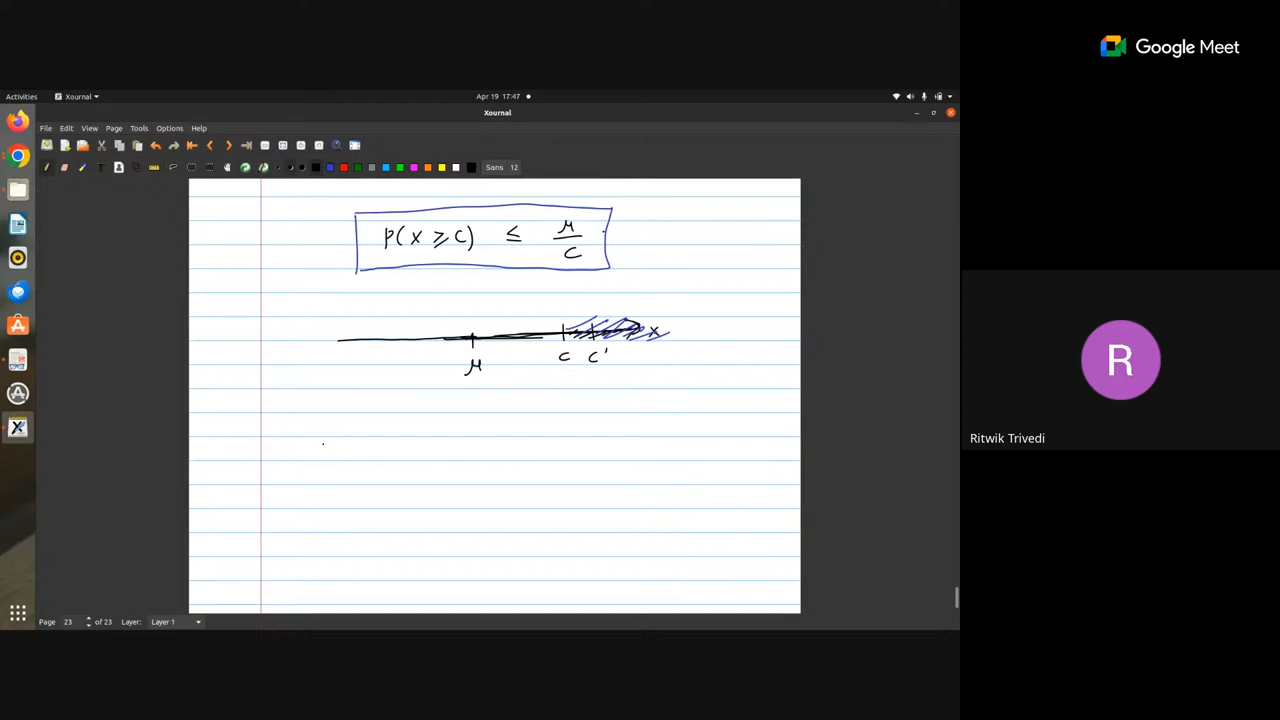 Google Meet
Activities Xournal Apr 19 17:47
Xournal
File Edit View Page Tools Options Help
Sans 12
P(X ⩾ C) ≤ μ/C
x
μ C C'
Ritwik Trivedi
R
Page 23 of 23 Layer: Layer 1